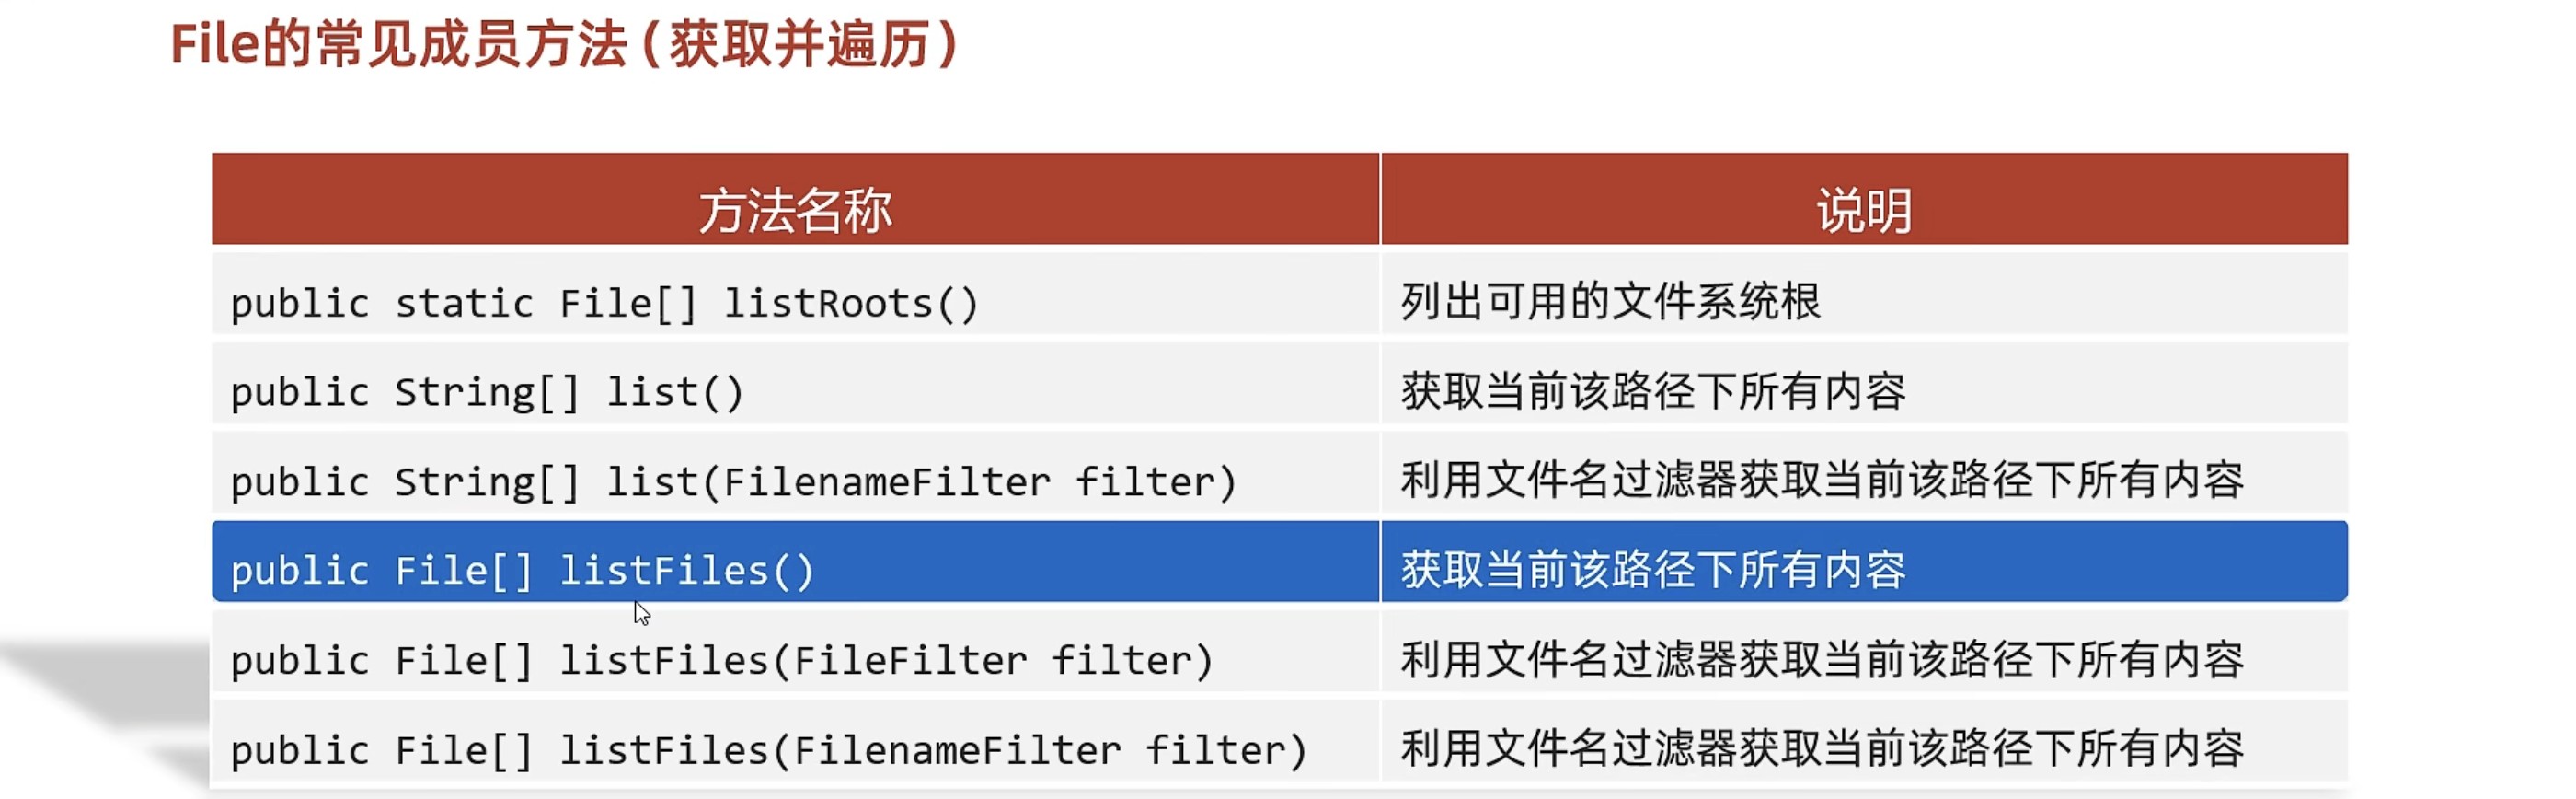 File的常见成员方法(获取并遍历)
方法名称 说明
public static File[] listRoots() 列出可用的文件系统根
public String[] list() 获取当前该路径下所有内容
public String[] list(FilenameFilter filter) 利用文件名过滤器获取当前该路径下所有内容
public File[] listFiles() 获取当前该路径下所有内容
public File[] listFiles(FileFilter filter) 利用文件名过滤器获取当前该路径下所有内容
public File[] listFiles(FilenameFilter filter) 利用文件名过滤器获取当前该路径下所有内容